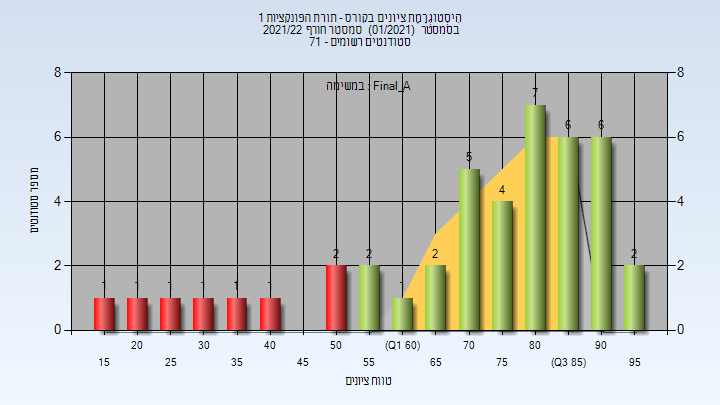 היסטוגרמת ציונים בקורס - תורת הפונקציות 1
בסמסטר (01/2021) סמסטר חורף 2021/22
סטודנטים רשומים - 71
במשימה : Final_A
מספר סטודנטים
8 8
6 6
4 4
2 2
0 0
1 1 1 1 1 1 2 2 1 2 5 4 7 6 6 2
20 30 40 50 (Q1 60) 70 80 90
15 25 35 45 55 65 75 (Q3 85) 95
טווח ציונים